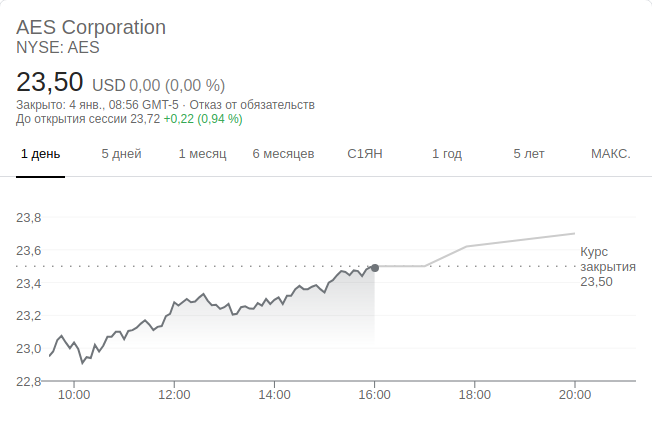 AES Corporation
NYSE: AES
23,50 USD 0,00 (0,00 %)
Закрыто: 4 янв., 08:56 GMT-5 · Отказ от обязательств
До открытия сессии 23,72 +0,22 (0,94 %)
1 день 5 дней 1 месяц 6 месяцев С1ЯН 1 год 5 лет МАКС.
23,8
23,6
Курс
закрытия
23,50
23,4
23,2
23,0
22,8
10:00 12:00 14:00 16:00 18:00 20:00